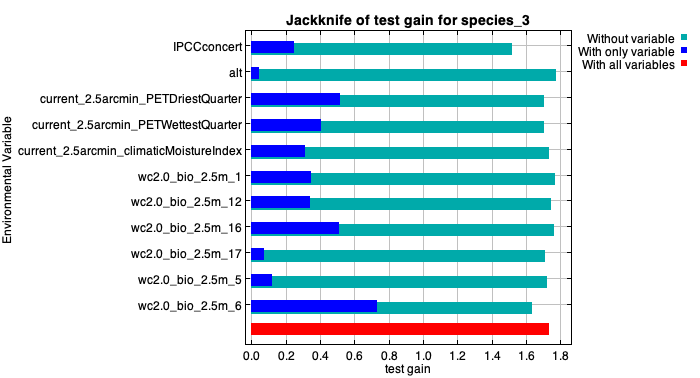 Jackknife of test gain for species_3
Without variable
With only variable
With all variables
Environmental Variable
IPCCconcert
alt
current_2.5arcmin_PETDriestQuarter
current_2.5arcmin_PETWettestQuarter
current_2.5arcmin_climaticMoistureIndex
wc2.0_bio_2.5m_1
wc2.0_bio_2.5m_12
wc2.0_bio_2.5m_16
wc2.0_bio_2.5m_17
wc2.0_bio_2.5m_5
wc2.0_bio_2.5m_6
0.0 0.2 0.4 0.6 0.8 1.0 1.2 1.4 1.6 1.8
test gain